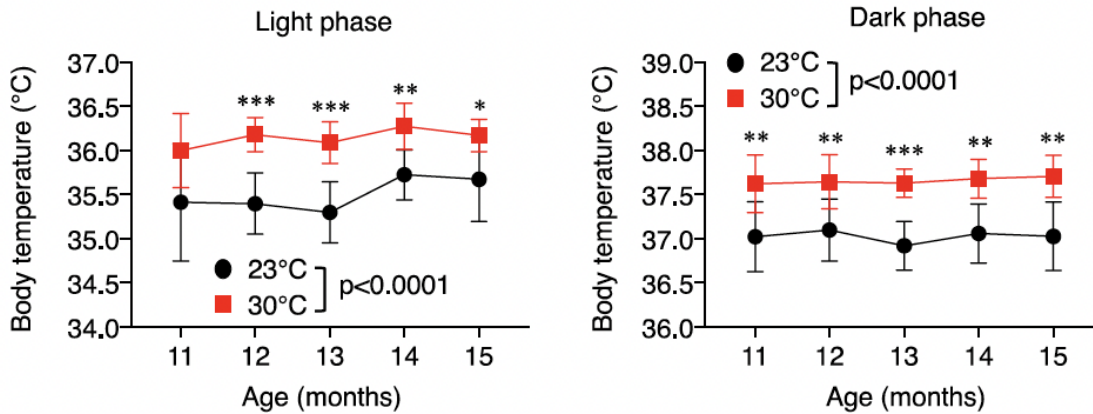 Light phase
Body temperature (°C)
37.0
36.5
36.0
35.5
35.0
34.5
34.0
*** *** ** *
23°C
30°C
p<0.0001
11 12 13 14 15
Age (months)
Dark phase
Body temperature (°C)
39.0
38.5
38.0
37.5
37.0
36.5
36.0
23°C
30°C
p<0.0001
** ** *** ** **
11 12 13 14 15
Age (months)